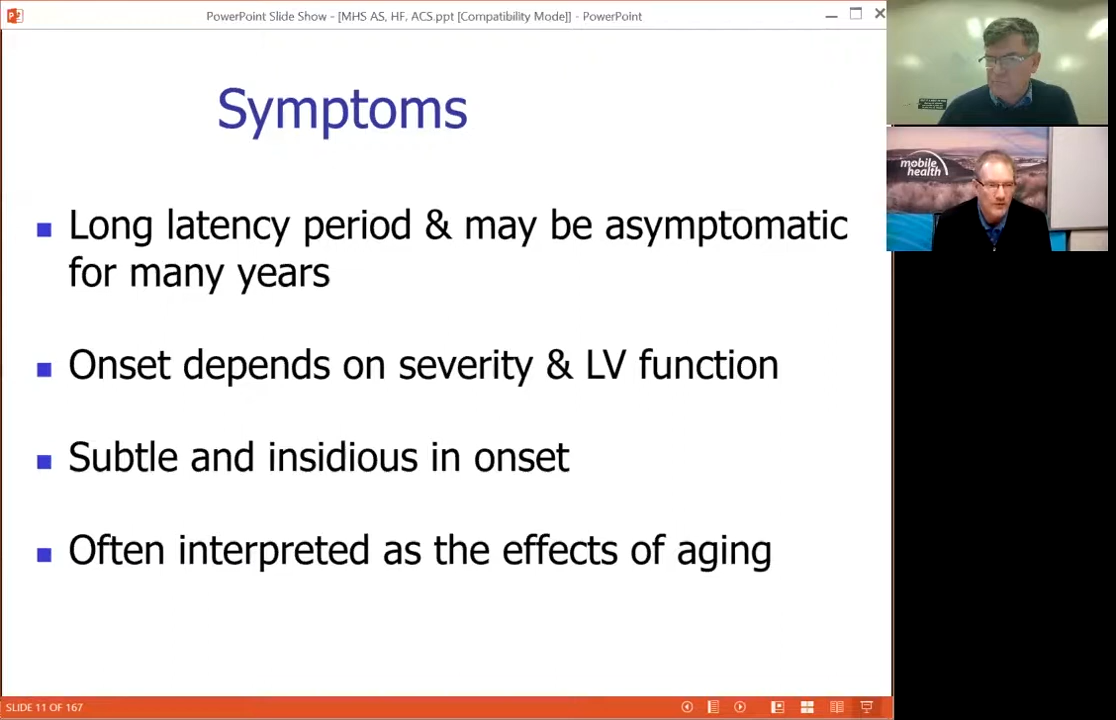 PowerPoint Slide Show - [MHS AS, HF, ACS.ppt [Compatibility Mode]] - PowerPoint
Symptoms
Long latency period & may be asymptomatic
for many years
Onset depends on severity & LV function
Subtle and insidious in onset
Often interpreted as the effects of aging
SLIDE 11 OF 167
mobile
health